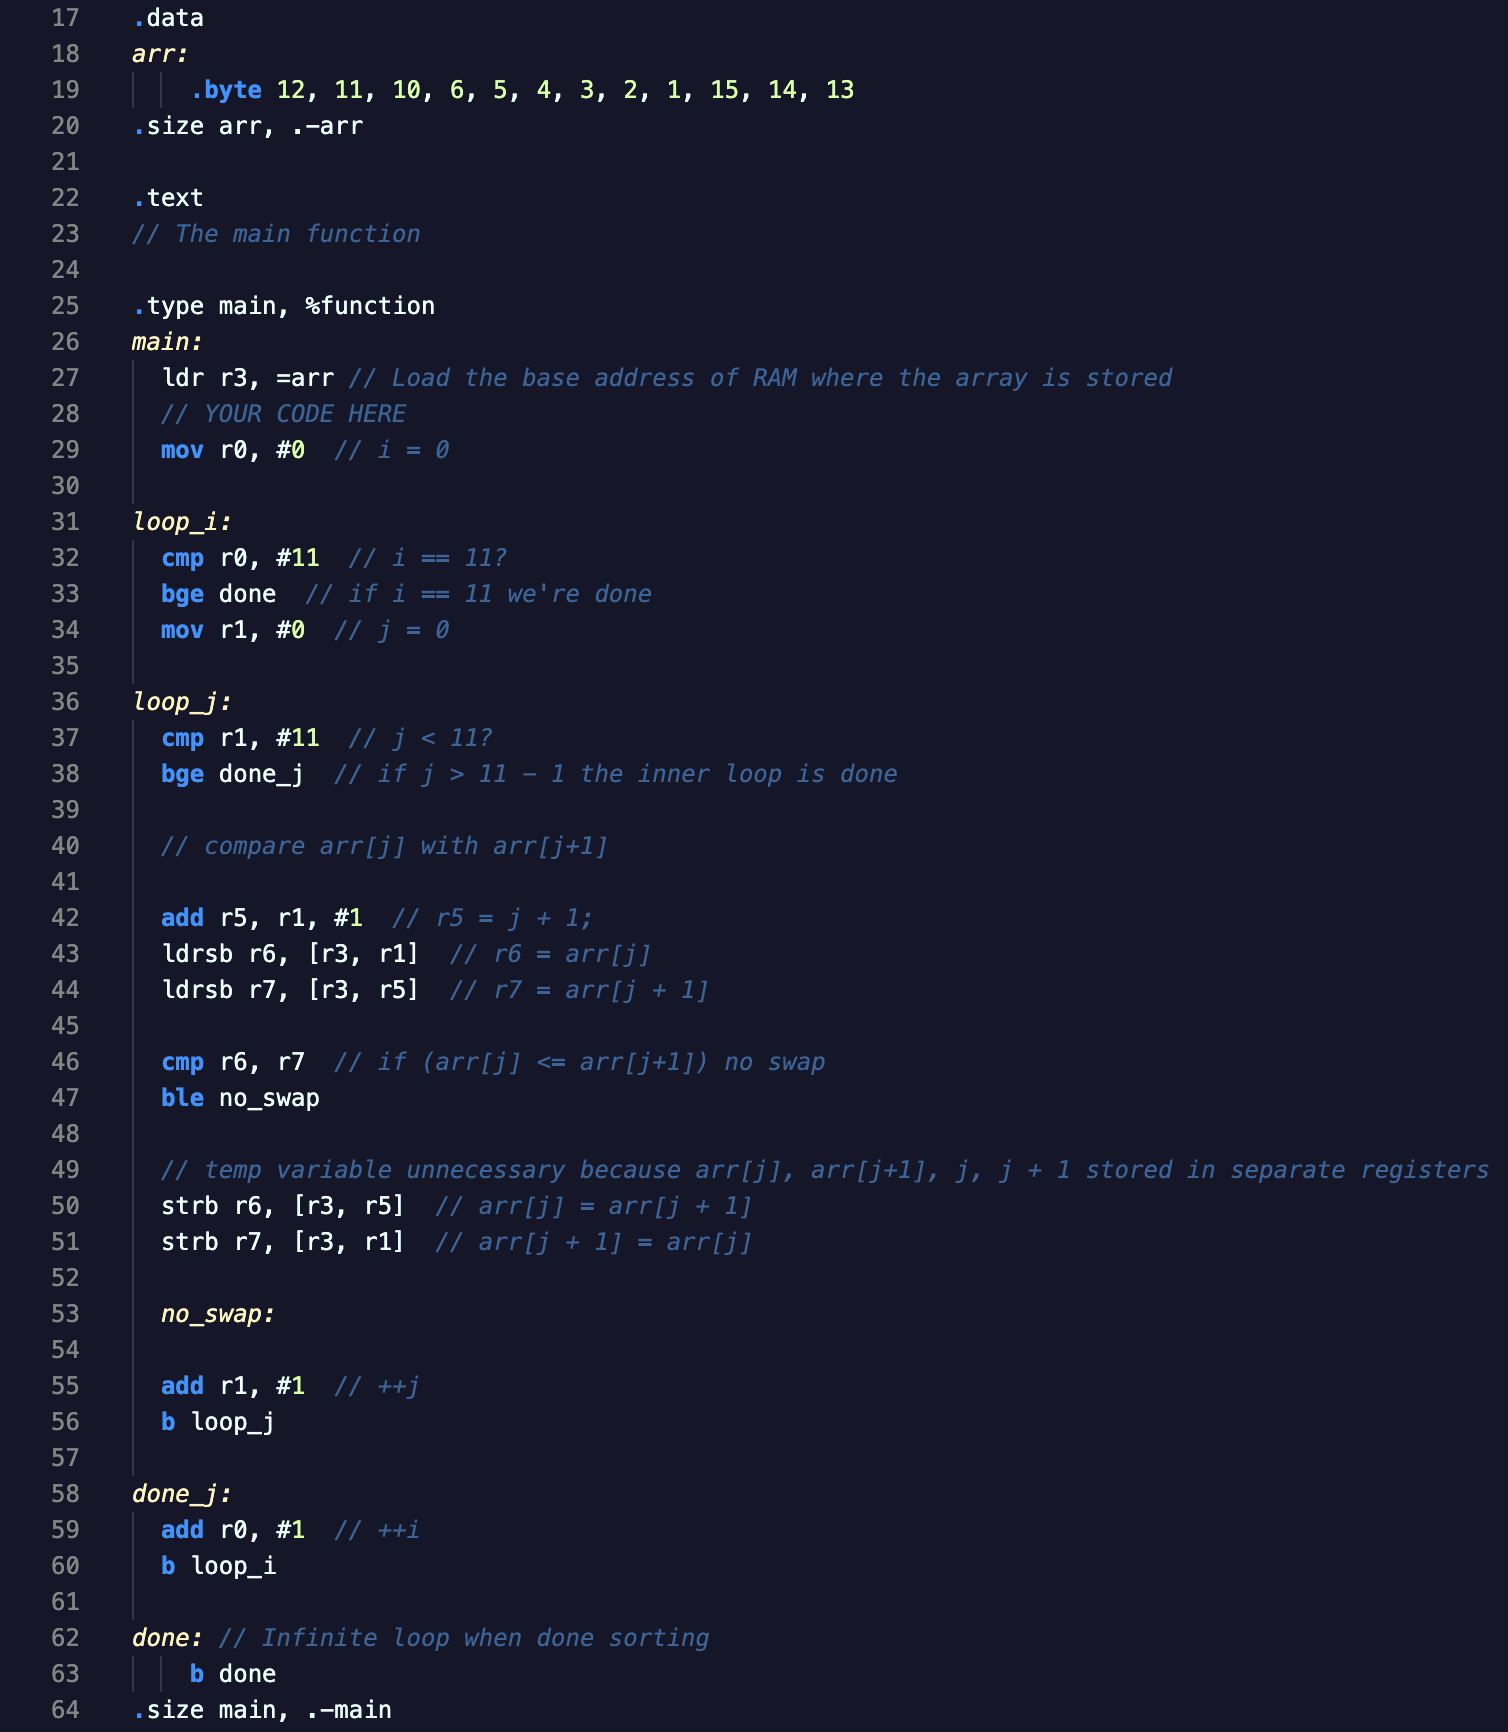 17 .data
18 arr:
19 .byte 12, 11, 10, 6, 5, 4, 3, 2, 1, 15, 14, 13
20 .size arr, .-arr
21
22 .text
23 // The main function
24
25 .type main, %function
26 main:
27 ldr r3, =arr // Load the base address of RAM where the array is stored
28 // YOUR CODE HERE
29 mov r0, #0 // i = 0
30
31 loop_i:
32 cmp r0, #11 // i == 11?
33 bge done // if i == 11 we're done
34 mov r1, #0 // j = 0
35
36 loop_j:
37 cmp r1, #11 // j < 11?
38 bge done_j // if j > 11 - 1 the inner loop is done
39
40 // compare arr[j] with arr[j+1]
41
42 add r5, r1, #1 // r5 = j + 1;
43 ldrsb r6, [r3, r1] // r6 = arr[j]
44 ldrsb r7, [r3, r5] // r7 = arr[j + 1]
45
46 cmp r6, r7 // if (arr[j] <= arr[j+1]) no swap
47 ble no_swap
48
49 // temp variable unnecessary because arr[j], arr[j+1], j, j + 1 stored in separate registers
50 strb r6, [r3, r5] // arr[j] = arr[j + 1]
51 strb r7, [r3, r1] // arr[j + 1] = arr[j]
52
53 no_swap:
54
55 add r1, #1 // ++j
56 b loop_j
57
58 done_j:
59 add r0, #1 // ++i
60 b loop_i
61
62 done: // Infinite loop when done sorting
63 b done
64 .size main, .-main